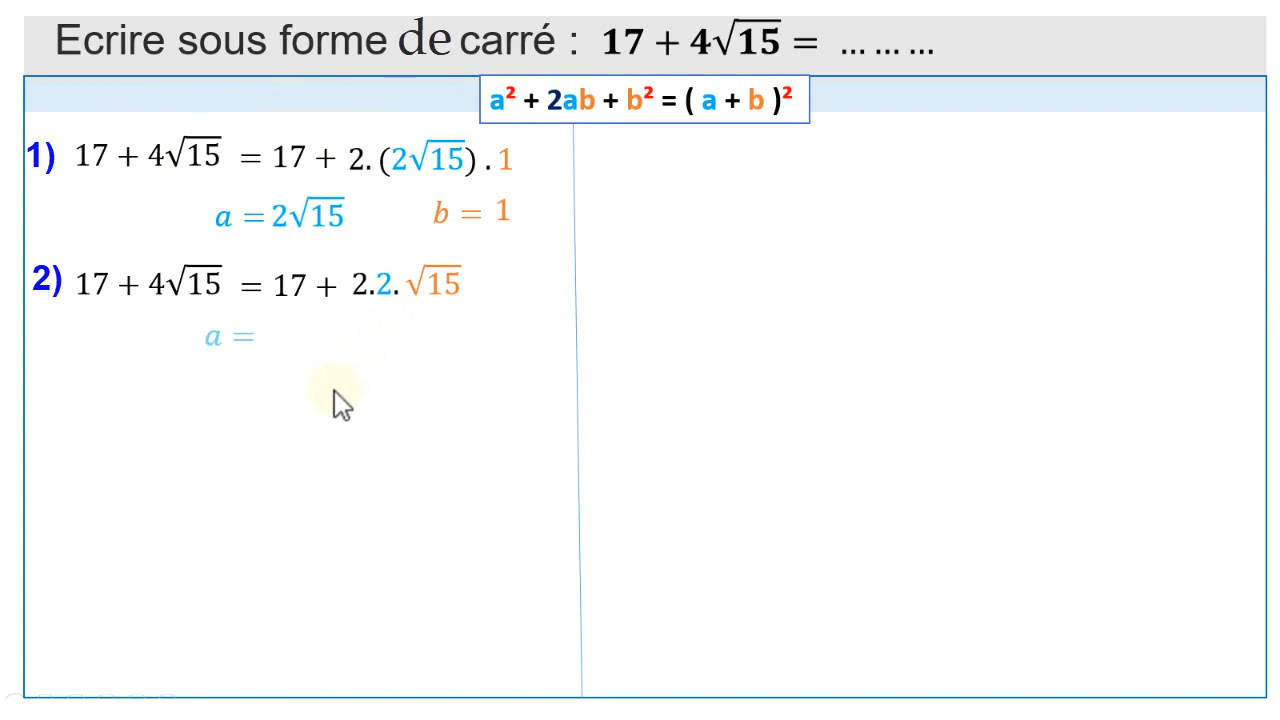 Ecrire sous forme de carré : 17 + 4√15 = ... ... ...
a² + 2ab + b² = ( a + b )²
1) 17 + 4√15 = 17 + 2. (2√15) . 1
a = 2√15 b = 1
2) 17 + 4√15 = 17 + 2.2. √15
a =